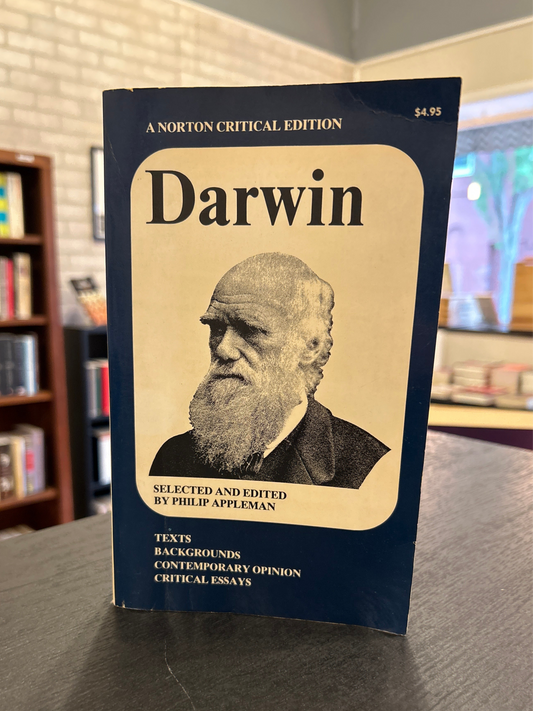 A NORTON CRITICAL EDITION
$4.95
Darwin
SELECTED AND EDITED
BY PHILIP APPLEMAN
TEXTS
BACKGROUNDS
CONTEMPORARY OPINION
CRITICAL ESSAYS